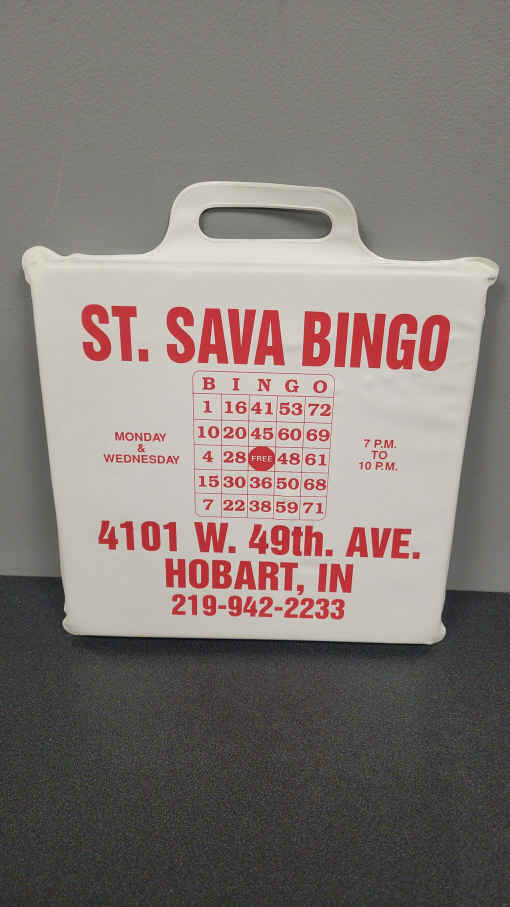 ST. SAVA BINGO
B I N G O
1 16 41 53 72
10 20 45 60 69
4 28 FREE 48 61
15 30 36 50 68
7 22 38 59 71
MONDAY
&
WEDNESDAY
7 P.M.
TO
10 P.M.
4101 W. 49th. AVE.
HOBART, IN
219-942-2233